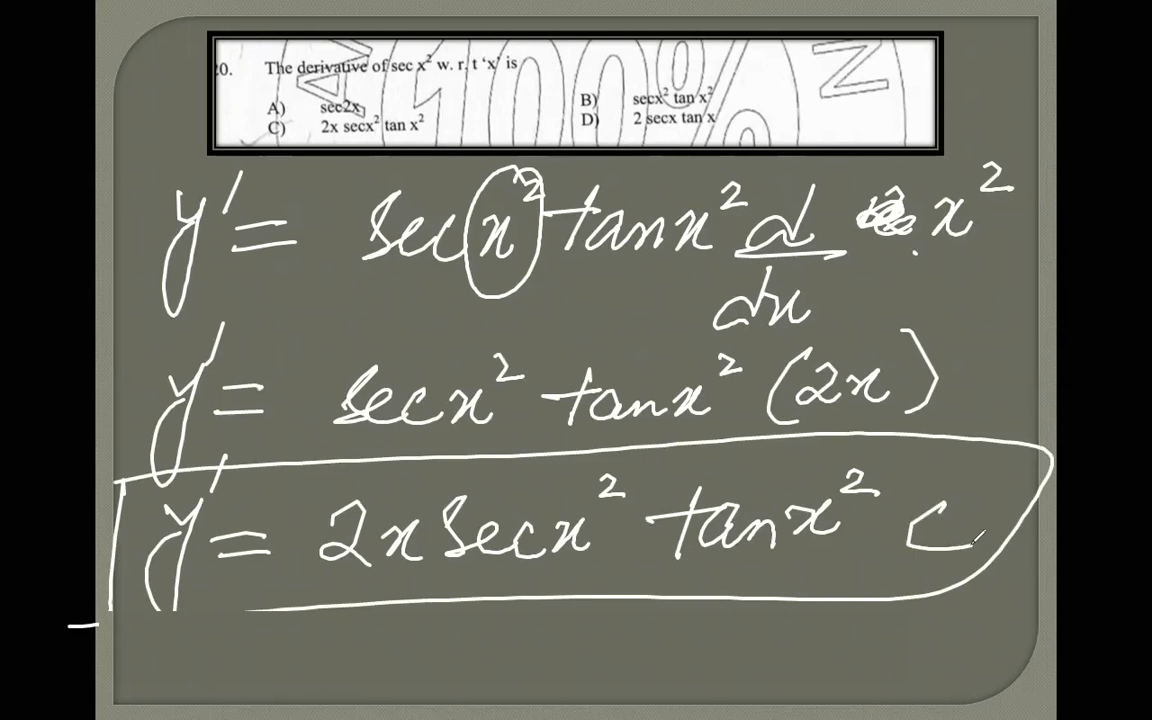 0. The derivative of sec x² w. r. t 'x' is
A) sec2x B) secx² tan x²
C) 2x secx² tan x² D) 2 secx tan x
y' = sec x² tanx² d/dx x²
y' = secx² tanx² (2x)
y' = 2x secx² tanx² C